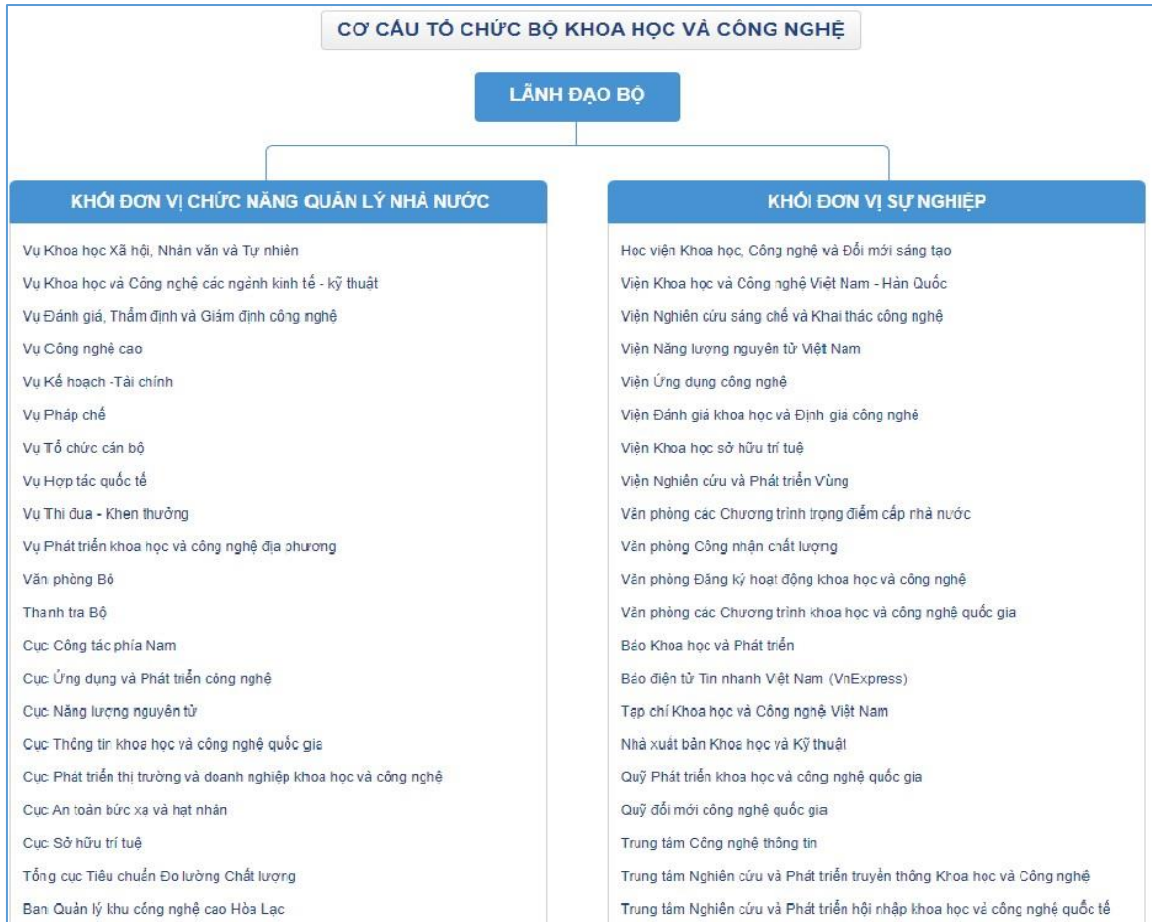 CƠ CẤU TỔ CHỨC BỘ KHOA HỌC VÀ CÔNG NGHỆ
LÃNH ĐẠO BỘ
KHỐI ĐƠN VỊ CHỨC NĂNG QUẢN LÝ NHÀ NƯỚC
Vụ Khoa học Xã hội, Nhân văn và Tự nhiên
Vụ Khoa học và Công nghệ các ngành kinh tế - kỹ thuật
Vụ Đánh giá, Thẩm định và Giám định công nghệ
Vụ Công nghệ cao
Vụ Kế hoạch -Tài chính
Vụ Pháp chế
Vụ Tổ chức cán bộ
Vụ Hợp tác quốc tế
Vụ Thi đua - Khen thưởng
Vụ Phát triển khoa học và công nghệ địa phương
Văn phòng Bộ
Thanh tra Bộ
Cục Công tác phía Nam
Cục Ứng dụng và Phát triển công nghệ
Cục Năng lượng nguyên tử
Cục Thông tin khoa học và công nghệ quốc gia
Cục Phát triển thị trường và doanh nghiệp khoa học và công nghệ
Cục An toàn bức xạ và hạt nhân
Cục Sở hữu trí tuệ
Tổng cục Tiêu chuẩn Đo lường Chất lượng
Ban Quản lý khu công nghệ cao Hòa Lạc
KHỐI ĐƠN VỊ SỰ NGHIỆP
Học viện Khoa học, Công nghệ và Đổi mới sáng tạo
Viện Khoa học và Công nghệ Việt Nam - Hàn Quốc
Viện Nghiên cứu sáng chế và Khai thác công nghệ
Viện Năng lượng nguyên tử Việt Nam
Viện Ứng dụng công nghệ
Viện Đánh giá khoa học và Định giá công nghệ
Viện Khoa học sở hữu trí tuệ
Viện Nghiên cứu và Phát triển Vùng
Văn phòng các Chương trình trọng điểm cấp nhà nước
Văn phòng Công nhận chất lượng
Văn phòng Đăng ký hoạt động khoa học và công nghệ
Văn phòng các Chương trình khoa học và công nghệ quốc gia
Báo Khoa học và Phát triển
Báo điện tử Tin nhanh Việt Nam (VnExpress)
Tạp chí Khoa học và Công nghệ Việt Nam
Nhà xuất bản Khoa học và Kỹ thuật
Quỹ Phát triển khoa học và công nghệ quốc gia
Quỹ đổi mới công nghệ quốc gia
Trung tâm Công nghệ thông tin
Trung tâm Nghiên cứu và Phát triển truyền thông Khoa học và Công nghệ
Trung tâm Nghiên cứu và Phát triển hội nhập khoa học và công nghệ quốc tế